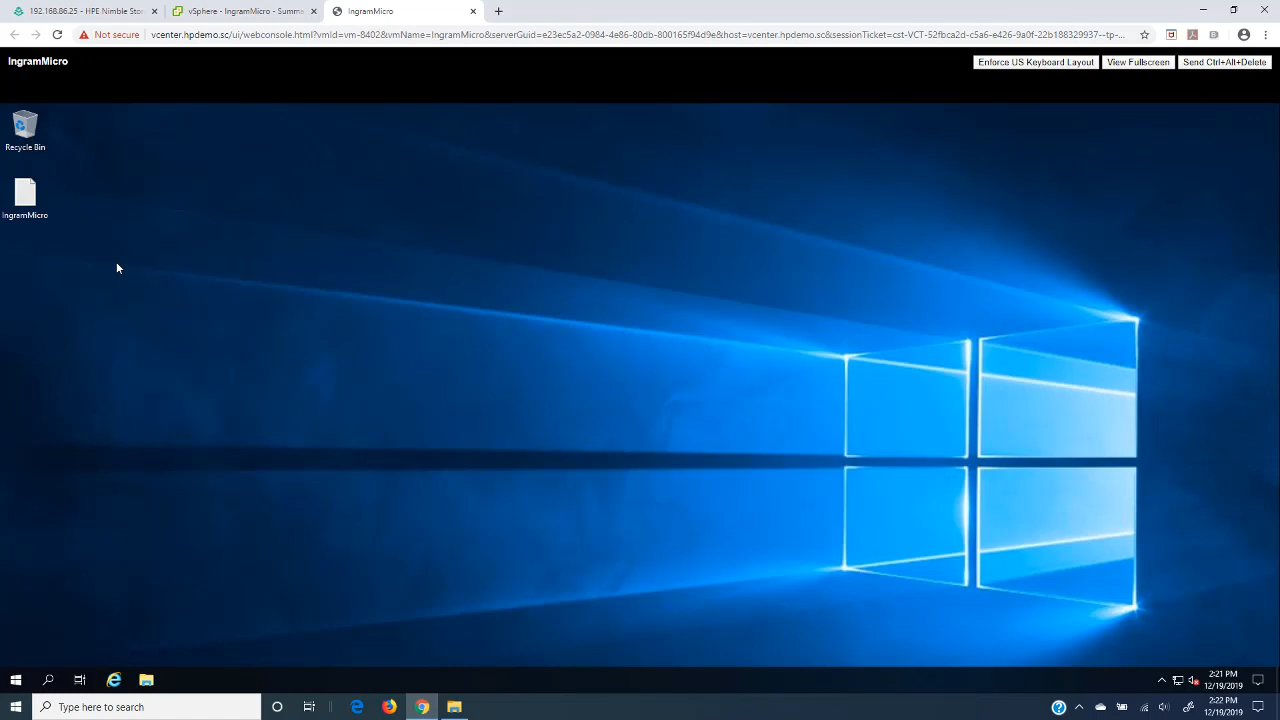 192.168.86.25 - HPE Nimble Stor
vSphere - IngramMicro - Summa
IngramMicro
Not secure
vcenter.hpdemo.sc/ui/webconsole.html?vmId=vm-8402&vmName=IngramMicro&serverGuid=e23ec5a2-0984-4e86-80db-800165f94d9e&host=vcenter.hpdemo.sc&sessionTicket=cst-VCT-52fbca2d-c5a6-e426-9a0f-22b188329937--tp-...
IngramMicro
Enforce US Keyboard Layout
View Fullscreen
Send Ctrl+Alt+Delete
Recycle Bin
IngramMicro
2:21 PM
12/19/2019
Type here to search
2:22 PM
12/19/2019